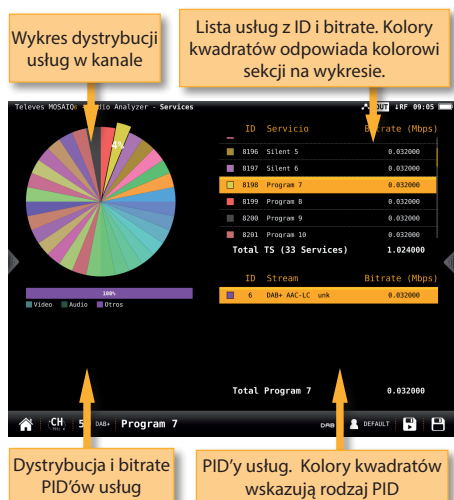 Wykres dystrybucji
usług w kanale
Lista usług z ID i bitrate. Kolory
kwadratów odpowiada kolorowi
sekcji na wykresie.
Televes MOSAIQ6 Audio Analyzer - Services
OUT ↓RF 09:05
4%
ID Servicio Bitrate (Mbps)
8196 Silent 5 0.032000
8197 Silent 6 0.032000
8198 Program 7 0.032000
8199 Program 8 0.032000
8200 Program 9 0.032000
8201 Program 10 0.032000
Total TS (33 Services) 1.024000
ID Stream Bitrate (Mbps)
6 DAB+ AAC-LC unk 0.032000
100%
Video Audio Otros
Total Program 7 0.032000
CH DAB+ Program 7 DAB DEFAULT
Dystrybucja i bitrate
PID'ów usług
PID'y usług. Kolory kwadratów
wskazują rodzaj PID